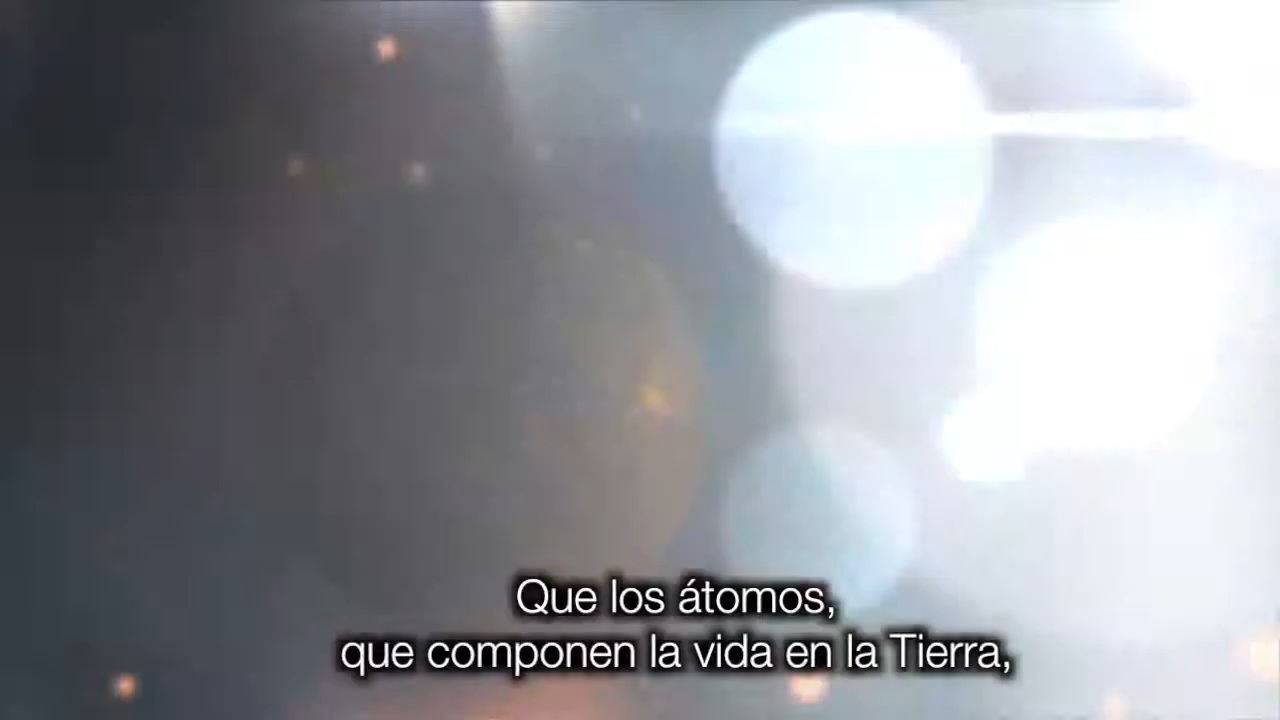 Que los átomos,
que componen la vida en la Tierra,